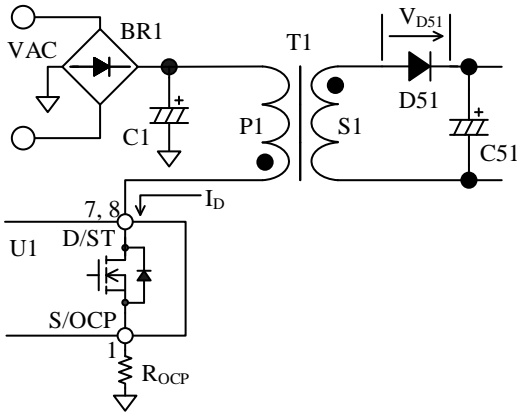 BR1
VAC
T1
V_D51
D51
P1
S1
C1
C51
7, 8
I_D
D/ST
U1
S/OCP
1
R_OCP